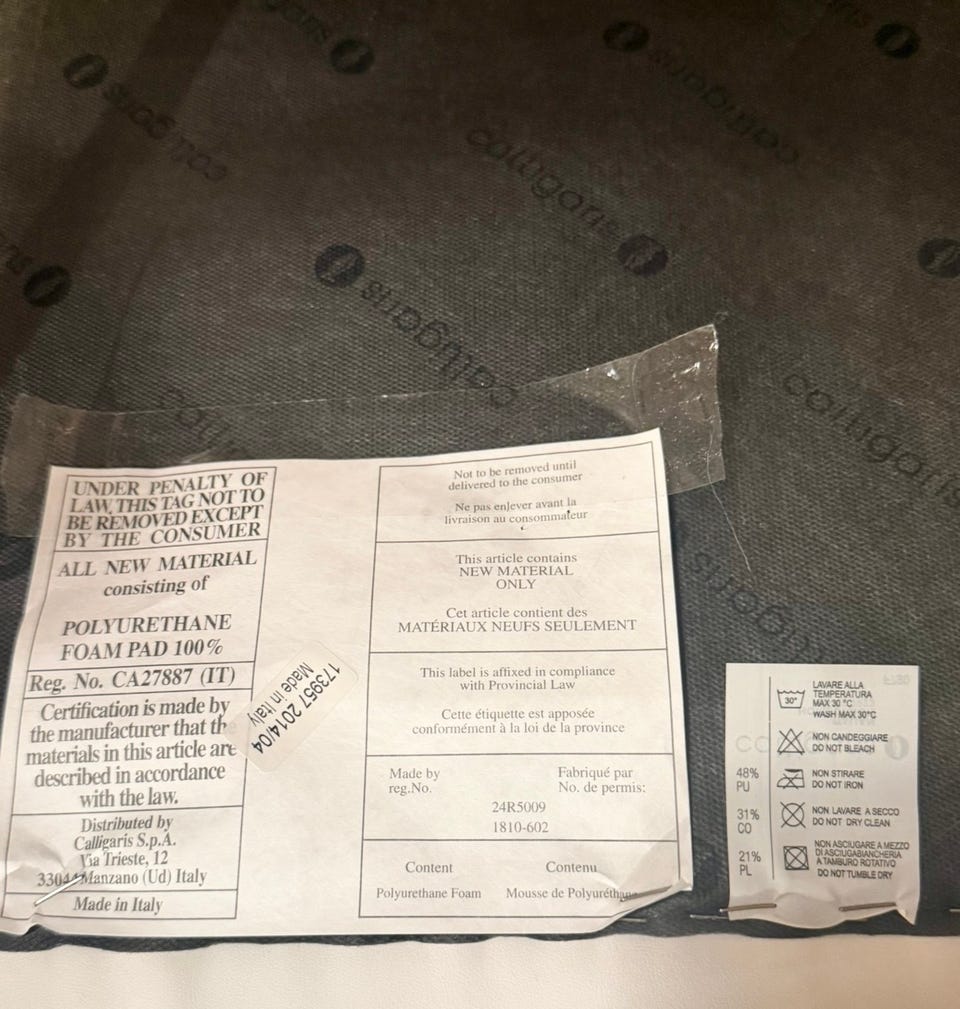 calligaris
calligaris
calligaris
calligaris
calligaris
UNDER PENALTY OF
LAW, THIS TAG NOT TO
BE REMOVED EXCEPT
BY THE CONSUMER
ALL NEW MATERIAL
consisting of
POLYURETHANE
FOAM PAD 100%
Reg. No. CA27887 (IT)
Certification is made by
the manufacturer that the
materials in this article are
described in accordance
with the law.
Distributed by
Calligaris S.p.A.
Via Trieste, 12
33044 Manzano (Ud) Italy
Made in Italy
173957 2014/04
Made in Italy
Not to be removed until
delivered to the consumer
Ne pas enlever avant la
livraison au consommateur
This article contains
NEW MATERIAL
ONLY
Cet article contient des
MATÉRIAUX NEUFS SEULEMENT
This label is affixed in compliance
with Provincial Law
Cette étiquette est apposée
conformément à la loi de la province
Made by
reg.No.
Fabriqué par
No. de permis:
24R5009
1810-602
Content
Contenu
Polyurethane Foam
Mousse de Polyuréthane
48%
PU
31%
CO
21%
PL
30°
LAVARE ALLA
TEMPERATURA
MAX 30 °C
WASH MAX 30°C
NON CANDEGGIARE
DO NOT BLEACH
NON STIRARE
DO NOT IRON
NON LAVARE A SECCO
DO NOT DRY CLEAN
NON ASCIUGARE A MEZZO
DI ASCIUGABIANCHERIA
A TAMBURO ROTATIVO
DO NOT TUMBLE DRY